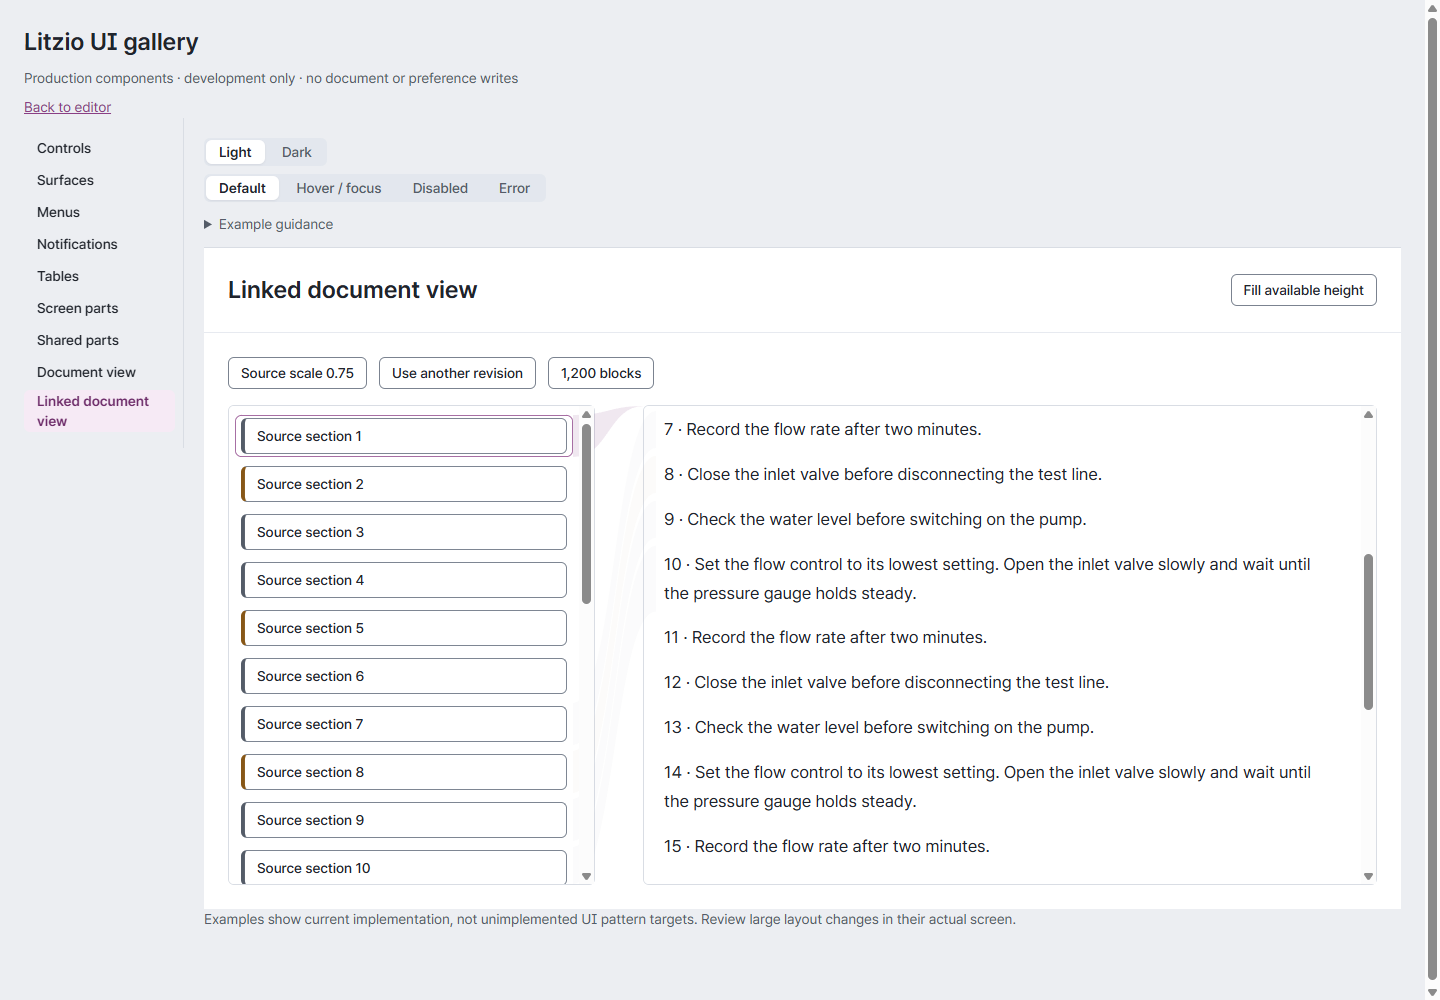 Litzio UI gallery
Production components · development only · no document or preference writes
Back to editor
Controls
Surfaces
Menus
Notifications
Tables
Screen parts
Shared parts
Document view
Linked document
view
Light Dark
Default Hover / focus Disabled Error
Example guidance
Linked document view
Fill available height
Source scale 0.75 Use another revision 1,200 blocks
Source section 1
Source section 2
Source section 3
Source section 4
Source section 5
Source section 6
Source section 7
Source section 8
Source section 9
Source section 10
7 · Record the flow rate after two minutes.
8 · Close the inlet valve before disconnecting the test line.
9 · Check the water level before switching on the pump.
10 · Set the flow control to its lowest setting. Open the inlet valve slowly and wait until
the pressure gauge holds steady.
11 · Record the flow rate after two minutes.
12 · Close the inlet valve before disconnecting the test line.
13 · Check the water level before switching on the pump.
14 · Set the flow control to its lowest setting. Open the inlet valve slowly and wait until
the pressure gauge holds steady.
15 · Record the flow rate after two minutes.
Examples show current implementation, not unimplemented UI pattern targets. Review large layout changes in their actual screen.